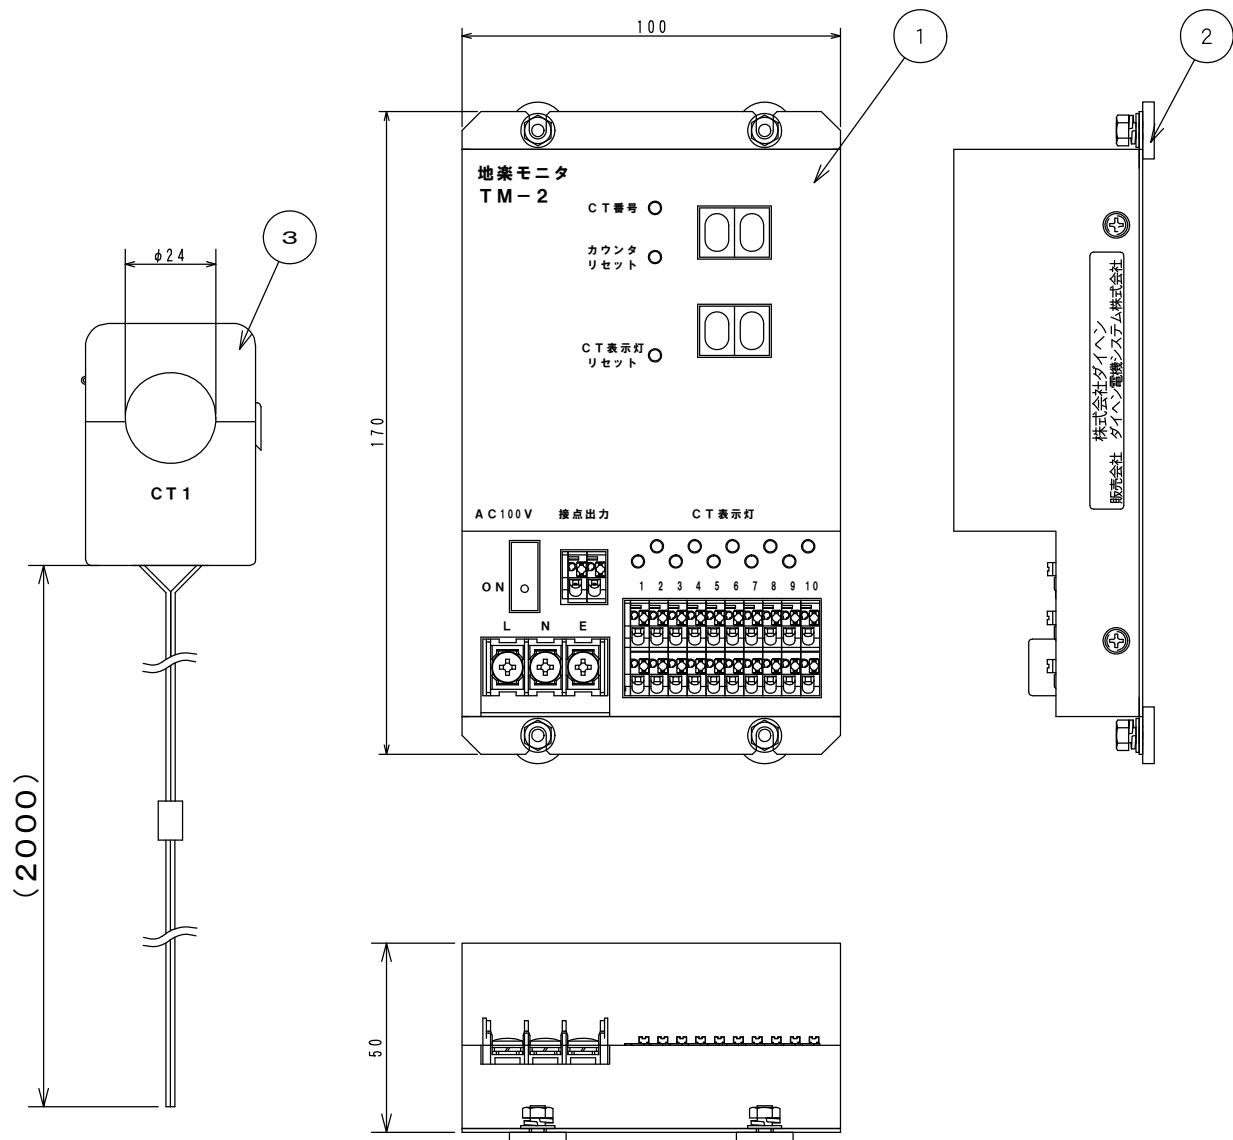 100
1
2
地楽モニタ
TM－2
CT番号
カウンタ
リセット
CT表示灯
リセット
3
φ24
170
CT1
株式会社ダイヘン
販売会社 ダイヘン電機システム株式会社
AC100V 接点出力 CT表示灯
ON
1 2 3 4 5 6 7 8 9 10
L N E
(2000)
50